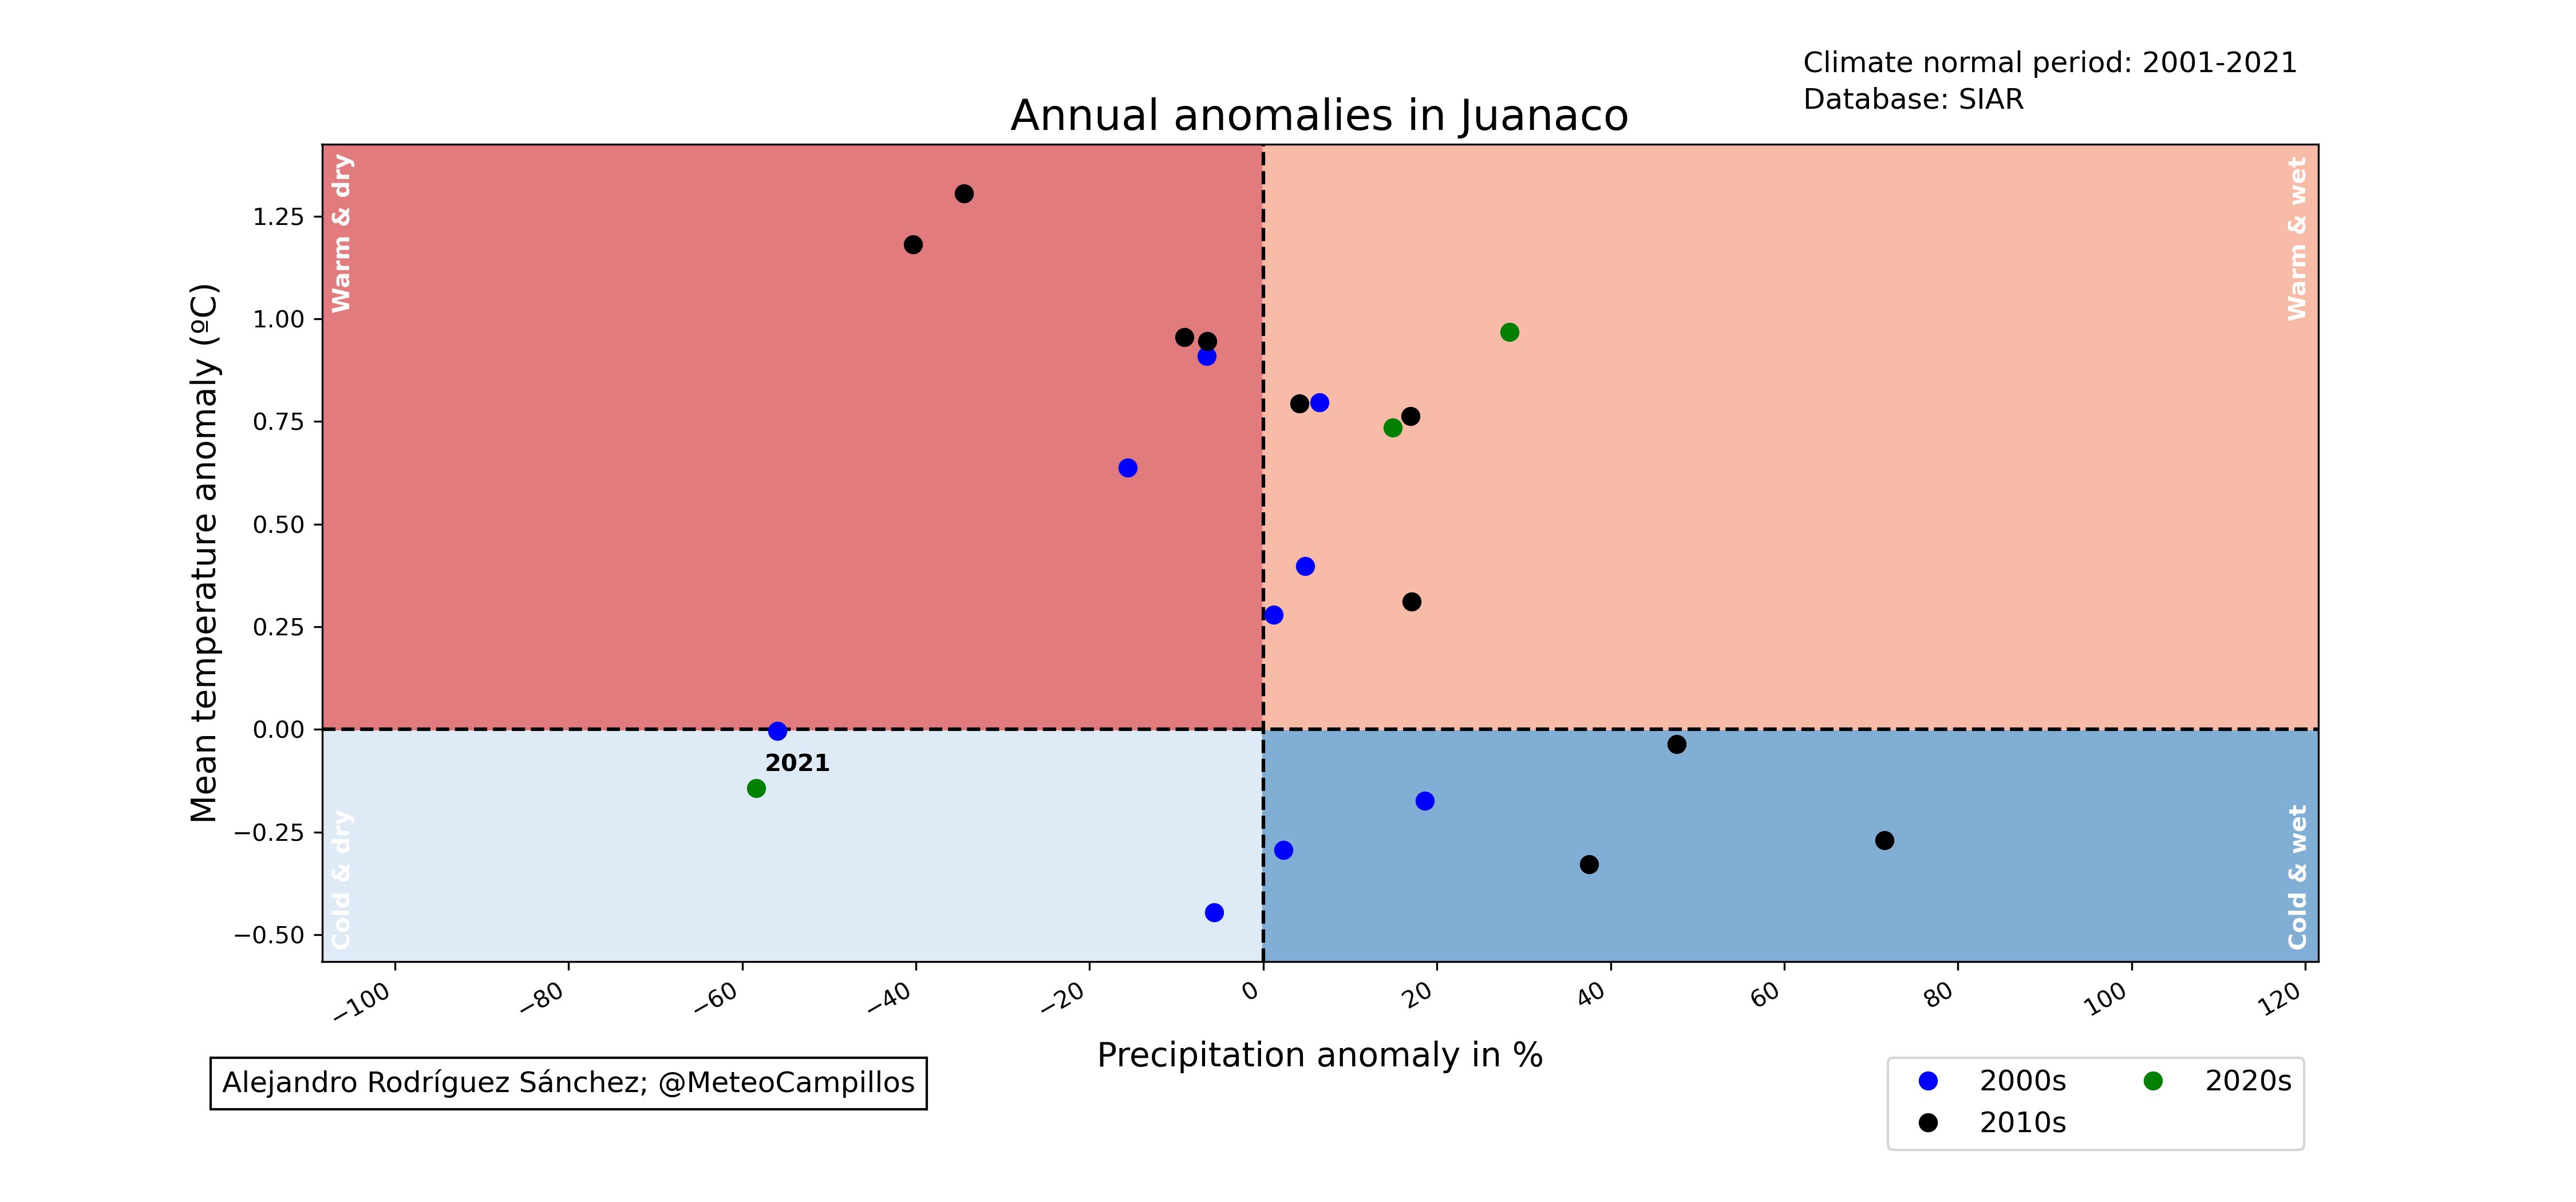 Climate normal period: 2001-2021
Database: SIAR
Annual anomalies in Juanaco
Warm & dry
Warm & wet
Mean temperature anomaly (ºC)
1.25
1.00
0.75
0.50
0.25
0.00
−0.25
−0.50
2021
Cold & dry
Cold & wet
−100
−80
−60
−40
−20
0
20
40
60
80
100
120
Precipitation anomaly in %
Alejandro Rodríguez Sánchez; @MeteoCampillos
2000s
2010s
2020s